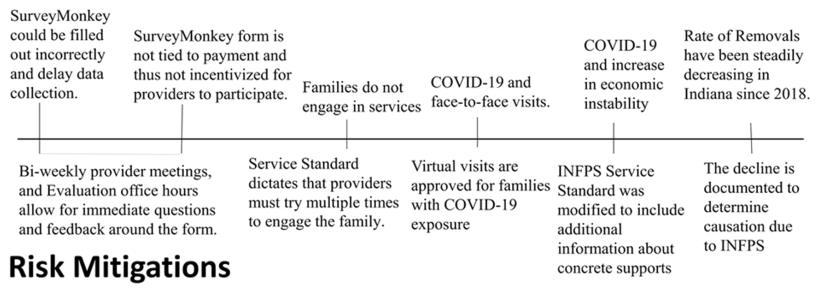 SurveyMonkey
could be filled
out incorrectly
and delay data
collection.
SurveyMonkey form is
not tied to payment and
thus not incentivized for
providers to participate.
Families do not
engage in services
COVID-19 and
face-to-face visits.
COVID-19
and increase
in economic
instability
Rate of Removals
have been steadily
decreasing in
Indiana since 2018.
Bi-weekly provider meetings,
and Evaluation office hours
allow for immediate questions
and feedback around the form.
Service Standard
dictates that providers
must try multiple times
to engage the family.
Virtual visits are
approved for families
with COVID-19
exposure
INFPS Service
Standard was
modified to include
additional
information about
concrete supports
The decline is
documented to
determine
causation due
to INFPS
Risk Mitigations